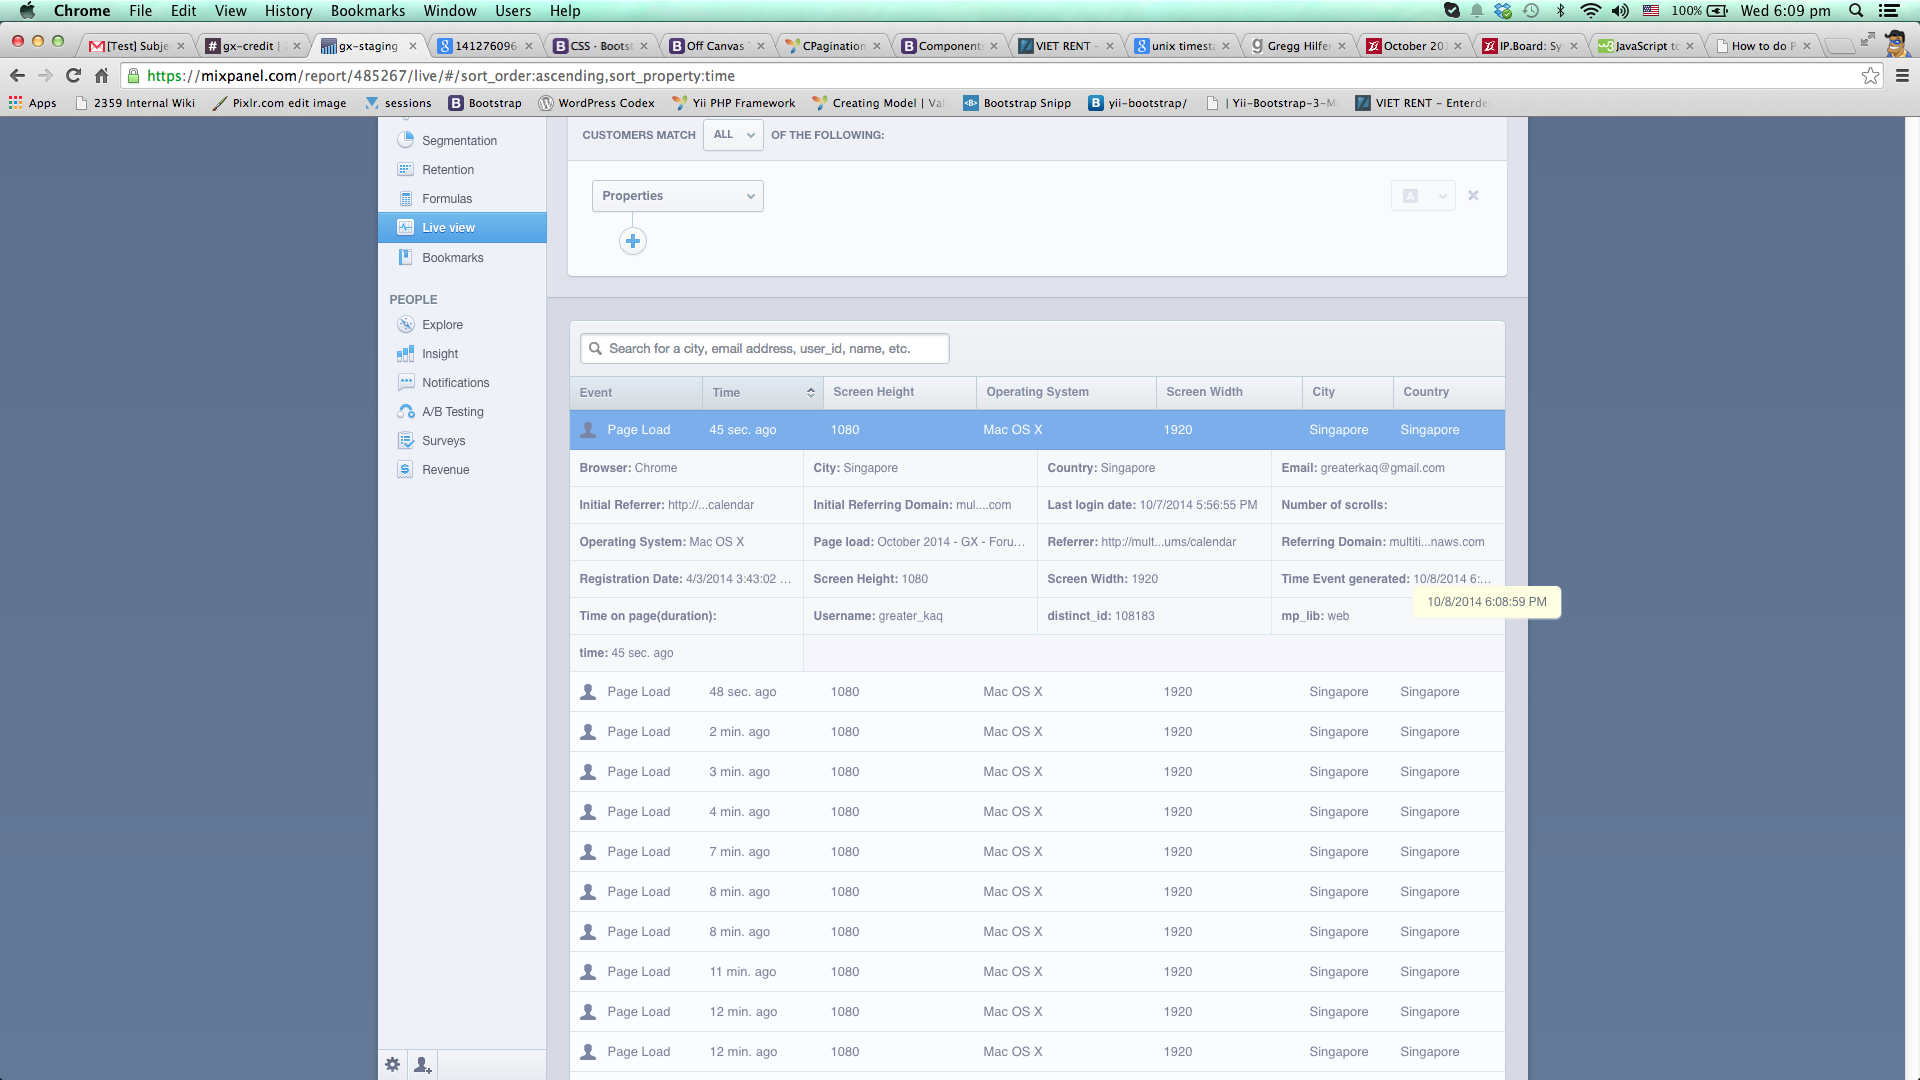 Chrome File Edit View History Bookmarks Window Users Help 100% Wed 6:09 pm
[Test] Subje gx-credit | gx-staging 141276096 CSS - Bootst Off Canvas CPagination Component VIET RENT - unix timest Gregg Hilfer October 201 IP.Board: Sy JavaScript to How to do P
https://mixpanel.com/report/485267/live/#/sort_order:ascending,sort_property:time
Apps 2359 Internal Wiki Pixlr.com edit image sessions Bootstrap WordPress Codex Yii PHP Framework Creating Model | Va Bootstrap Snipp yii-bootstrap/ | Yii-Bootstrap-3-M VIET RENT - Enterde
Segmentation
Retention
Formulas
Live view
Bookmarks
PEOPLE
Explore
Insight
Notifications
A/B Testing
Surveys
Revenue
CUSTOMERS MATCH ALL OF THE FOLLOWING:
Properties A
Search for a city, email address, user_id, name, etc.
Event Time Screen Height Operating System Screen Width City Country
Page Load 45 sec. ago 1080 Mac OS X 1920 Singapore Singapore
Browser: Chrome City: Singapore Country: Singapore Email: greaterkaq@gmail.com
Initial Referrer: http://...calendar Initial Referring Domain: mul....com Last login date: 10/7/2014 5:56:55 PM Number of scrolls:
Operating System: Mac OS X Page load: October 2014 - GX - Foru... Referrer: http://mult...ums/calendar Referring Domain: multiti...naws.com
Registration Date: 4/3/2014 3:43:02 ... Screen Height: 1080 Screen Width: 1920 Time Event generated: 10/8/2014 6:...
10/8/2014 6:08:59 PM
Time on page(duration): Username: greater_kaq distinct_id: 108183 mp_lib: web
time: 45 sec. ago
Page Load 48 sec. ago 1080 Mac OS X 1920 Singapore Singapore
Page Load 2 min. ago 1080 Mac OS X 1920 Singapore Singapore
Page Load 3 min. ago 1080 Mac OS X 1920 Singapore Singapore
Page Load 4 min. ago 1080 Mac OS X 1920 Singapore Singapore
Page Load 7 min. ago 1080 Mac OS X 1920 Singapore Singapore
Page Load 8 min. ago 1080 Mac OS X 1920 Singapore Singapore
Page Load 8 min. ago 1080 Mac OS X 1920 Singapore Singapore
Page Load 11 min. ago 1080 Mac OS X 1920 Singapore Singapore
Page Load 12 min. ago 1080 Mac OS X 1920 Singapore Singapore
Page Load 12 min. ago 1080 Mac OS X 1920 Singapore Singapore